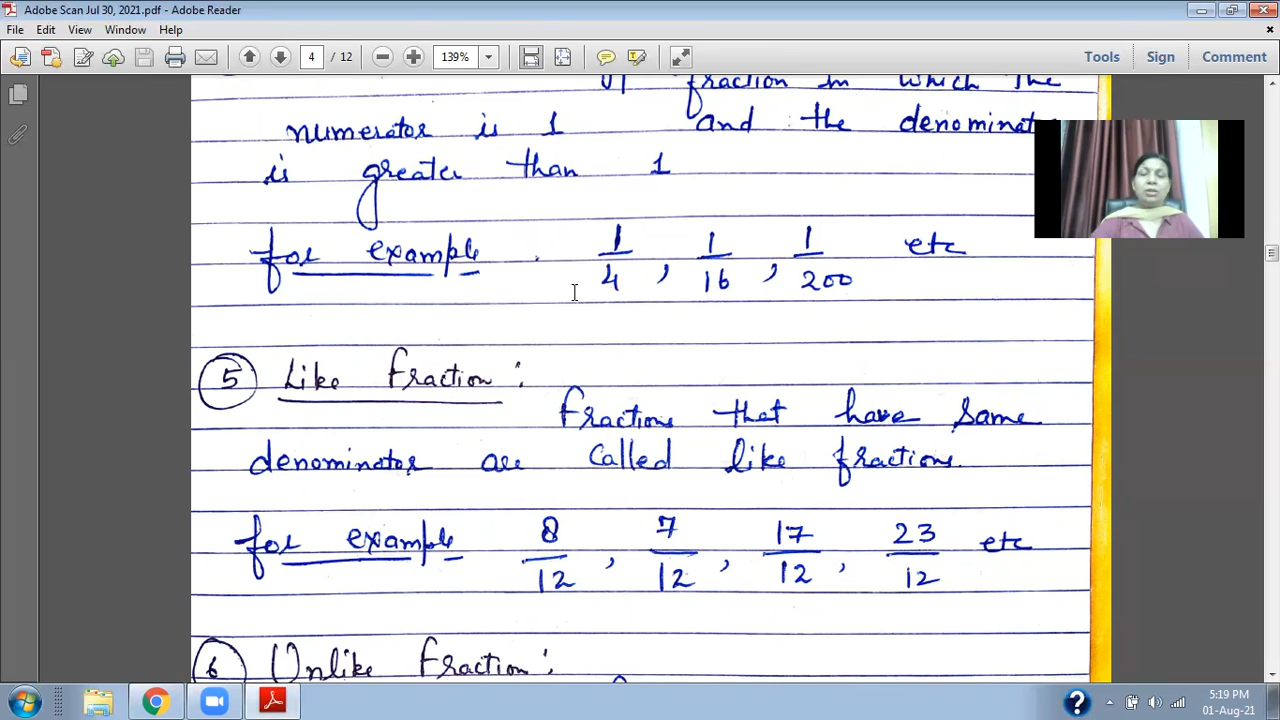 Adobe Scan Jul 30, 2021.pdf - Adobe Reader
File Edit View Window Help
4 / 12 139% Tools Sign Comment
of fraction in which the
numerator is 1 and the denominator
is greater than 1
for example . 1/4 , 1/16 , 1/200 etc
5 Like Fraction :
Fractions that have same
denominator are called like fractions.
for example 8/12 , 7/12 , 17/12 , 23/12 etc
6 Unlike Fraction :
5:19 PM
01-Aug-21